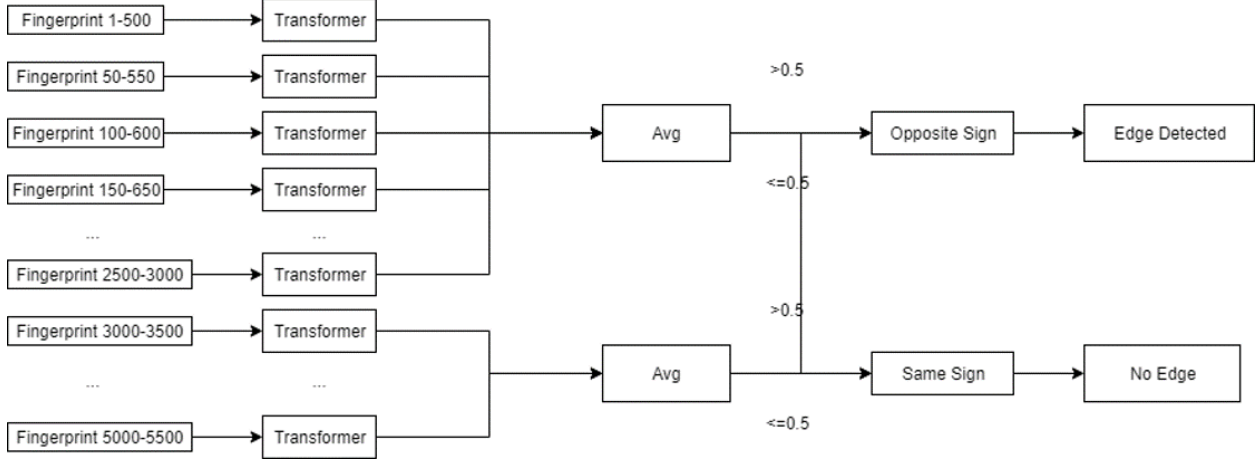 Fingerprint 1-500
Transformer
Fingerprint 50-550
Transformer
>0.5
Fingerprint 100-600
Transformer
Avg
Opposite Sign
Edge Detected
Fingerprint 150-650
Transformer
<=0.5
...
...
Fingerprint 2500-3000
Transformer
Fingerprint 3000-3500
Transformer
>0.5
Avg
Same Sign
No Edge
...
...
Fingerprint 5000-5500
Transformer
<=0.5